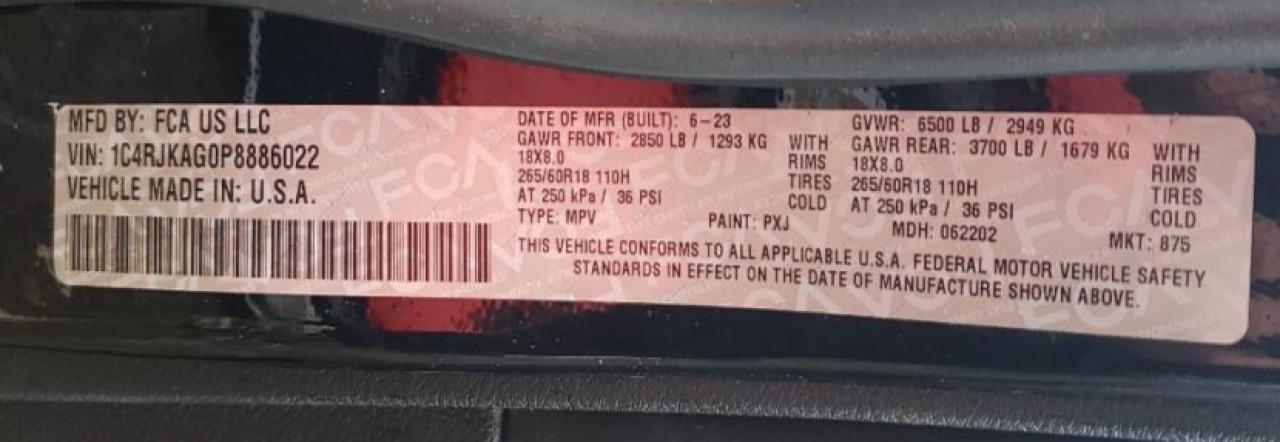 MFD BY: FCA US LLC
VIN: 1C4RJKAG0P8886022
VEHICLE MADE IN: U.S.A.
DATE OF MFR (BUILT): 6-23
GAWR FRONT: 2850 LB / 1293 KG WITH
18X8.0 RIMS
265/60R18 110H TIRES
AT 250 kPa / 36 PSI COLD
GVWR: 6500 LB / 2949 KG
GAWR REAR: 3700 LB / 1679 KG WITH
18X8.0 RIMS
265/60R18 110H TIRES
AT 250 kPa / 36 PSI COLD
TYPE: MPV PAINT: PXJ MDH: 062202 MKT: 875
THIS VEHICLE CONFORMS TO ALL APPLICABLE U.S.A. FEDERAL MOTOR VEHICLE SAFETY
STANDARDS IN EFFECT ON THE DATE OF MANUFACTURE SHOWN ABOVE.